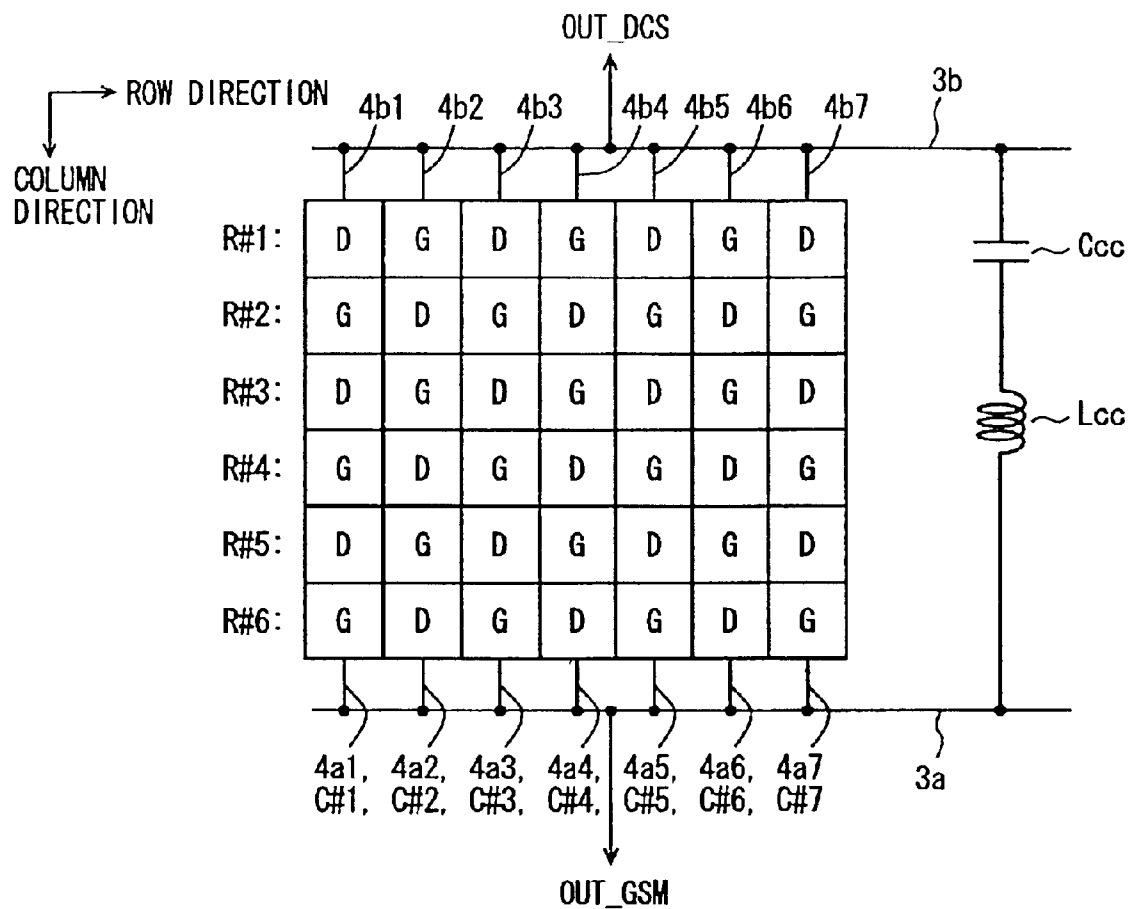 OUT_DCS
ROW DIRECTION
COLUMN
DIRECTION
4b1 4b2 4b3 4b4 4b5 4b6 4b7
3b
R#1: D G D G D G D
Ccc
R#2: G D G D G D G
R#3: D G D G D G D
Lcc
R#4: G D G D G D G
R#5: D G D G D G D
R#6: G D G D G D G
4a1, 4a2, 4a3, 4a4, 4a5, 4a6, 4a7
C#1, C#2, C#3, C#4, C#5, C#6, C#7
3a
OUT_GSM